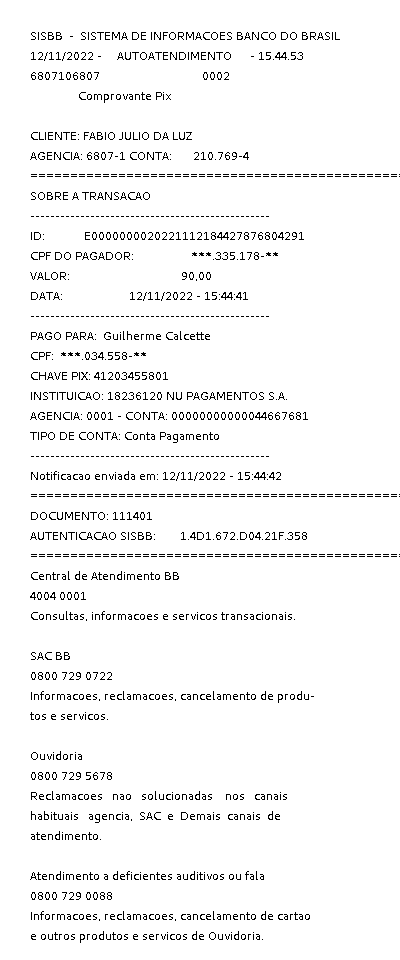 SISBB - SISTEMA DE INFORMACOES BANCO DO BRASIL
12/11/2022 - AUTOATENDIMENTO - 15.44.53
6807106807 0002
Comprovante Pix
CLIENTE: FABIO JULIO DA LUZ
AGENCIA: 6807-1 CONTA: 210.769-4
================================================
SOBRE A TRANSACAO
------------------------------------------------
ID: E0000000020221112184427876804291
CPF DO PAGADOR: ***.335.178-**
VALOR: 90,00
DATA: 12/11/2022 - 15:44:41
------------------------------------------------
PAGO PARA: Guilherme Calcette
CPF: ***.034.558-**
CHAVE PIX: 41203455801
INSTITUICAO: 18236120 NU PAGAMENTOS S.A.
AGENCIA: 0001 - CONTA: 00000000000044667681
TIPO DE CONTA: Conta Pagamento
------------------------------------------------
Notificacao enviada em: 12/11/2022 - 15:44:42
================================================
DOCUMENTO: 111401
AUTENTICACAO SISBB: 1.4D1.672.D04.21F.358
================================================
Central de Atendimento BB
4004 0001
Consultas, informacoes e servicos transacionais.
SAC BB
0800 729 0722
Informacoes, reclamacoes, cancelamento de produ-
tos e servicos.
Ouvidoria
0800 729 5678
Reclamacoes nao solucionadas nos canais
habituais agencia, SAC e Demais canais de
atendimento.
Atendimento a deficientes auditivos ou fala
0800 729 0088
Informacoes, reclamacoes, cancelamento de cartao
e outros produtos e servicos de Ouvidoria.